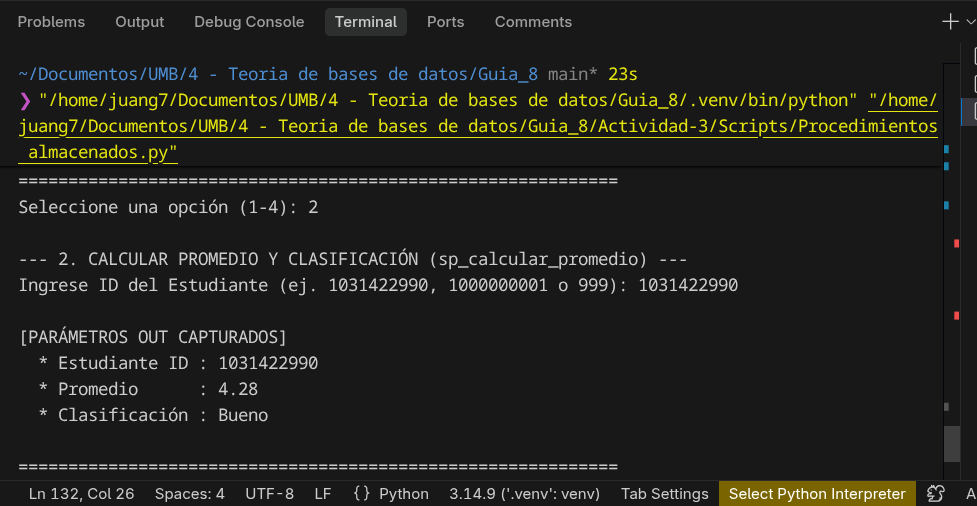 Problems Output Debug Console Terminal Ports Comments
~/Documentos/UMB/4 - Teoria de bases de datos/Guia_8 main* 23s
❯ "/home/juang7/Documentos/UMB/4 - Teoria de bases de datos/Guia_8/.venv/bin/python" "/home/
juang7/Documentos/UMB/4 - Teoria de bases de datos/Guia_8/Actividad-3/Scripts/Procedimientos
_almacenados.py"
============================================================
Seleccione una opción (1-4): 2
--- 2. CALCULAR PROMEDIO Y CLASIFICACIÓN (sp_calcular_promedio) ---
Ingrese ID del Estudiante (ej. 1031422990, 1000000001 o 999): 1031422990
[PARÁMETROS OUT CAPTURADOS]
* Estudiante ID : 1031422990
* Promedio : 4.28
* Clasificación : Bueno
============================================================
Ln 132, Col 26 Spaces: 4 UTF-8 LF {} Python 3.14.9 ('.venv': venv) Tab Settings Select Python Interpreter A